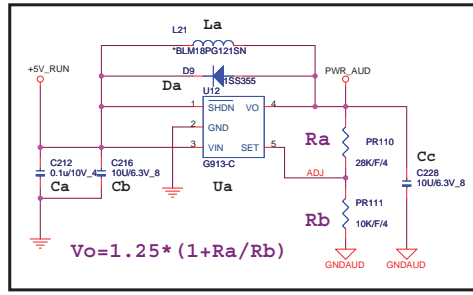 L21 La
*BLM18PG121SN
+5V_RUN
D9
1SS355
PWR_AUD
Da
U12
1 SHDN VO 4
2 GND
3 VIN SET 5
G913-C
Ua
Ra
PR110
28K/F/4
ADJ
Rb
PR111
10K/F/4
Cc
C228
10U/6.3V_8
C212
0.1u/10V_4
Ca
C216
10U/6.3V_8
Cb
Vo=1.25*(1+Ra/Rb)
GNDAUD
GNDAUD